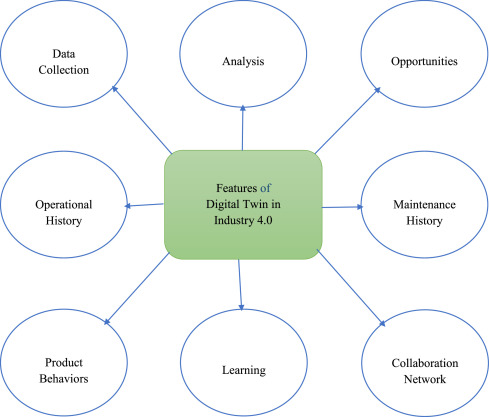 Data
Collection
Analysis
Opportunities
Operational
History
Features of
Digital Twin in
Industry 4.0
Maintenance
History
Product
Behaviors
Learning
Collaboration
Network